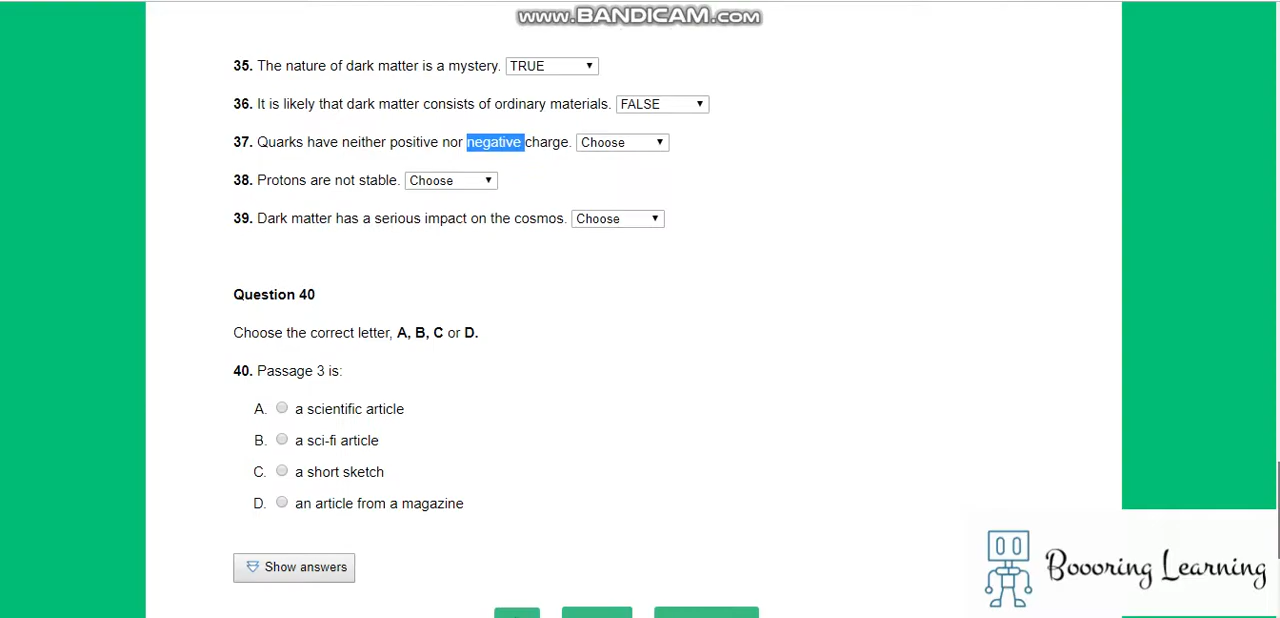 www.BANDICAM.com
35. The nature of dark matter is a mystery. TRUE
36. It is likely that dark matter consists of ordinary materials. FALSE
37. Quarks have neither positive nor negative charge. Choose
38. Protons are not stable. Choose
39. Dark matter has a serious impact on the cosmos. Choose
Question 40
Choose the correct letter, A, B, C or D.
40. Passage 3 is:
A. a scientific article
B. a sci-fi article
C. a short sketch
D. an article from a magazine
Show answers
Boooring Learning